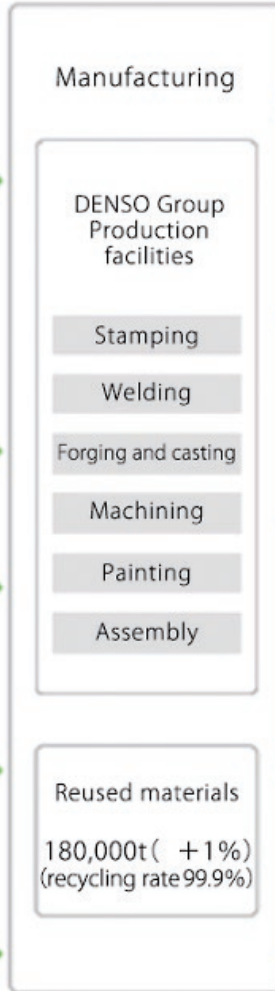 Manufacturing
DENSO Group
Production
facilities
Stamping
Welding
Forging and casting
Machining
Painting
Assembly
Reused materials
180,000t( +1%)
(recycling rate 99.9%)